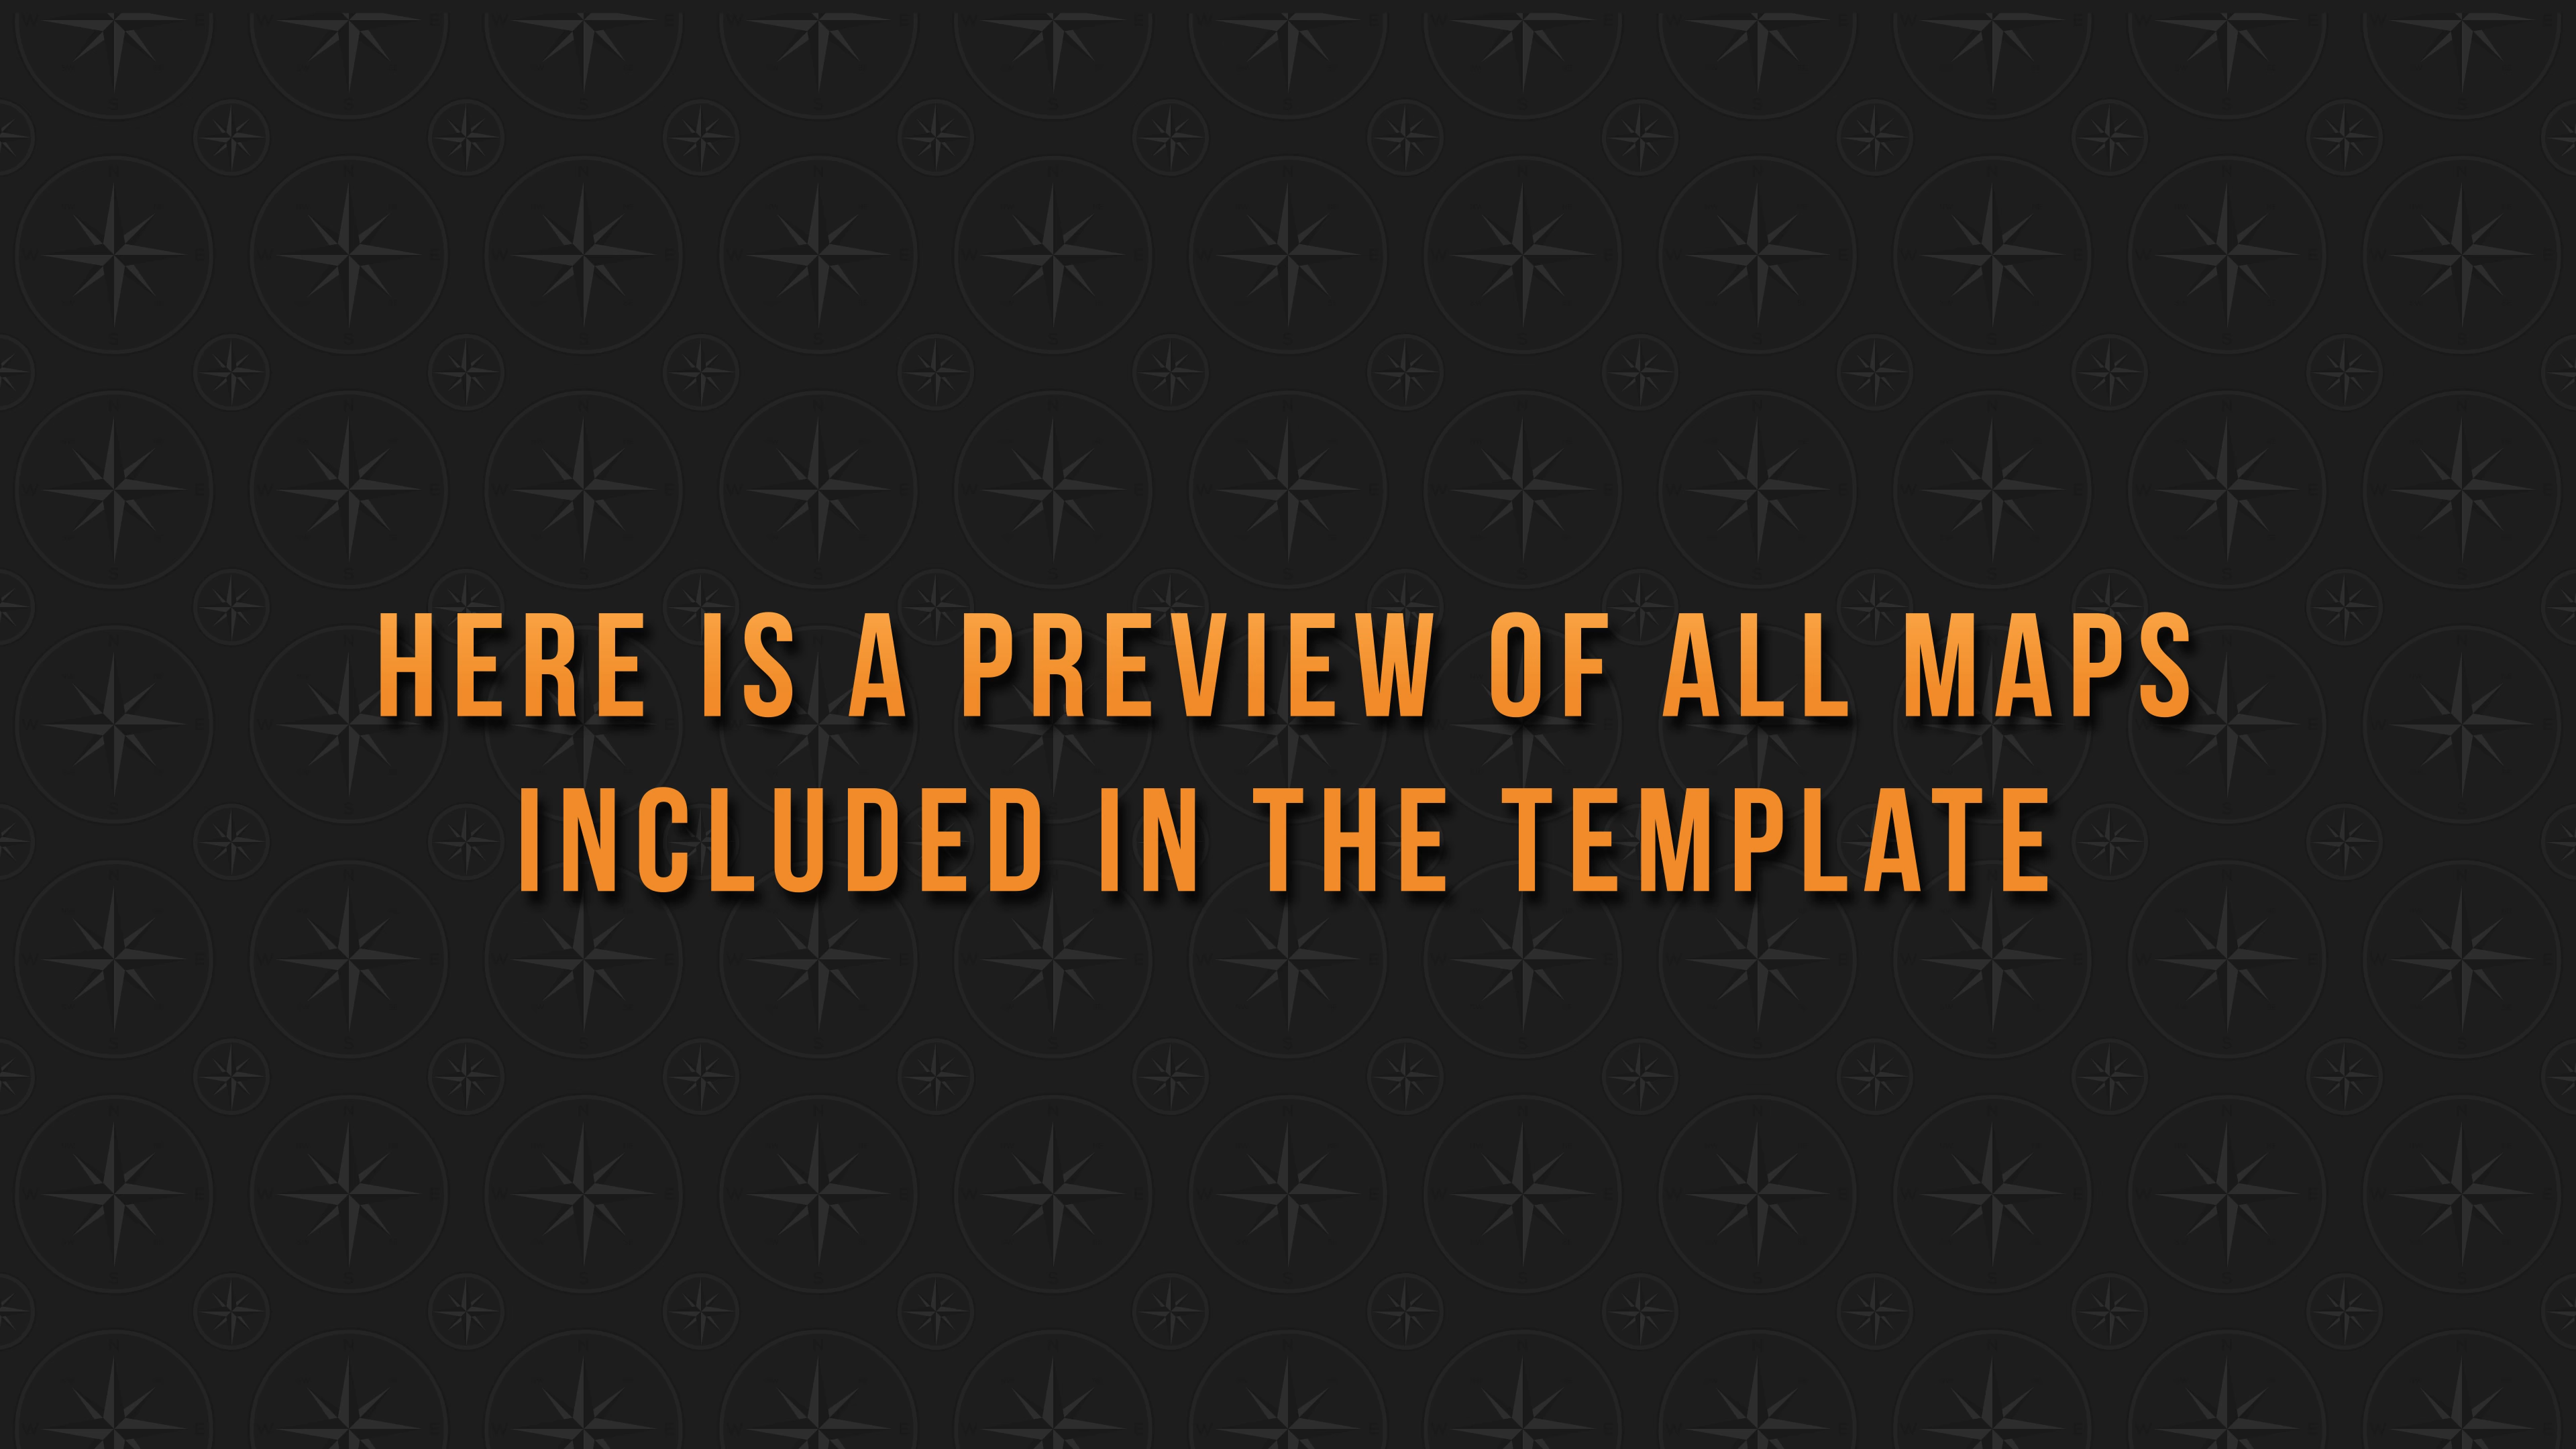 HERE IS A PREVIEW OF ALL MAPS
INCLUDED IN THE TEMPLATE